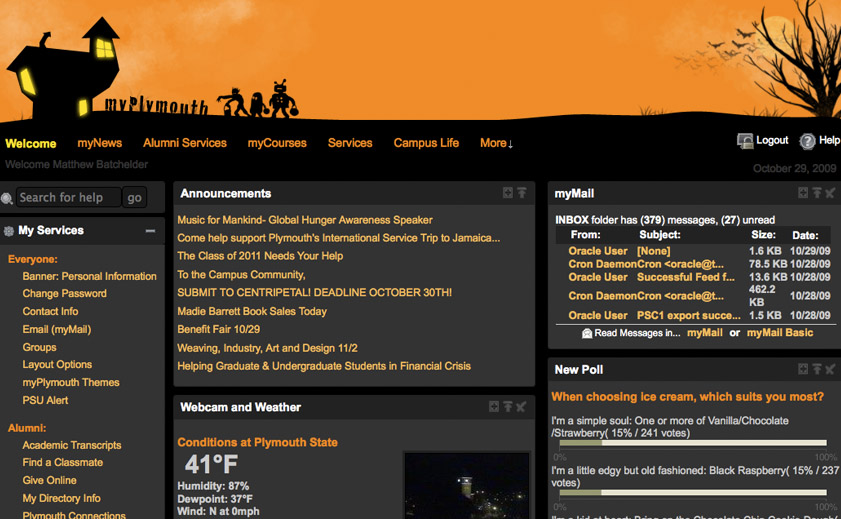 myPlymouth
Welcome myNews Alumni Services myCourses Services Campus Life More↓ Logout Help
Welcome Matthew Batchelder October 29, 2009
Search for help go
My Services
Everyone:
Banner: Personal Information
Change Password
Contact Info
Email (myMail)
Groups
Layout Options
myPlymouth Themes
PSU Alert
Alumni:
Academic Transcripts
Find a Classmate
Give Online
My Directory Info
Plymouth Connections
Announcements
Music for Mankind- Global Hunger Awareness Speaker
Come help support Plymouth's International Service Trip to Jamaica...
The Class of 2011 Needs Your Help
To the Campus Community,
SUBMIT TO CENTRIPETAL! DEADLINE OCTOBER 30TH!
Madie Barrett Book Sales Today
Benefit Fair 10/29
Weaving, Industry, Art and Design 11/2
Helping Graduate & Undergraduate Students in Financial Crisis
Webcam and Weather
Conditions at Plymouth State
41°F
Humidity: 87%
Dewpoint: 37°F
Wind: N at 0mph
myMail
INBOX folder has (379) messages, (27) unread
From: Subject: Size: Date:
Oracle User [None] 1.6 KB 10/29/09
Cron Daemon Cron <oracle@t... 78.5 KB 10/28/09
Oracle User Successful Feed f... 13.6 KB 10/28/09
Cron Daemon Cron <oracle@t... 462.2 KB 10/28/09
Oracle User PSC1 export succe... 1.5 KB 10/28/09
Read Messages in... myMail or myMail Basic
New Poll
When choosing ice cream, which suits you most?
I'm a simple soul: One or more of Vanilla/Chocolate
/Strawberry( 15% / 241 votes)
0% 100%
I'm a little edgy but old fashioned: Black Raspberry( 15% / 237
votes)
0% 100%
I'm a kid at heart: Bring on the Chocolate Chip Cookie Dough(